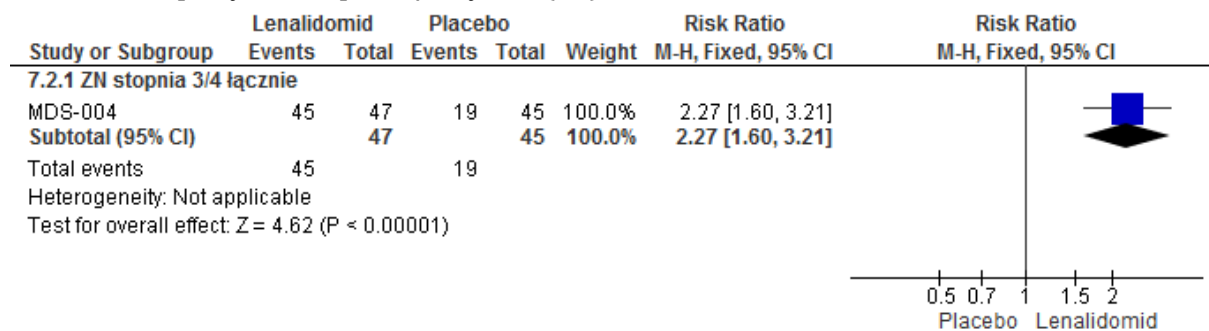 Lenalidomid Placebo Risk Ratio Risk Ratio
Study or Subgroup Events Total Events Total Weight M-H, Fixed, 95% CI M-H, Fixed, 95% CI
7.2.1 ZN stopnia 3/4 łącznie
MDS-004 45 47 19 45 100.0% 2.27 [1.60, 3.21]
Subtotal (95% CI) 47 45 100.0% 2.27 [1.60, 3.21]
Total events 45 19
Heterogeneity: Not applicable
Test for overall effect: Z = 4.62 (P < 0.00001)
0.5 0.7 1 1.5 2
Placebo Lenalidomid